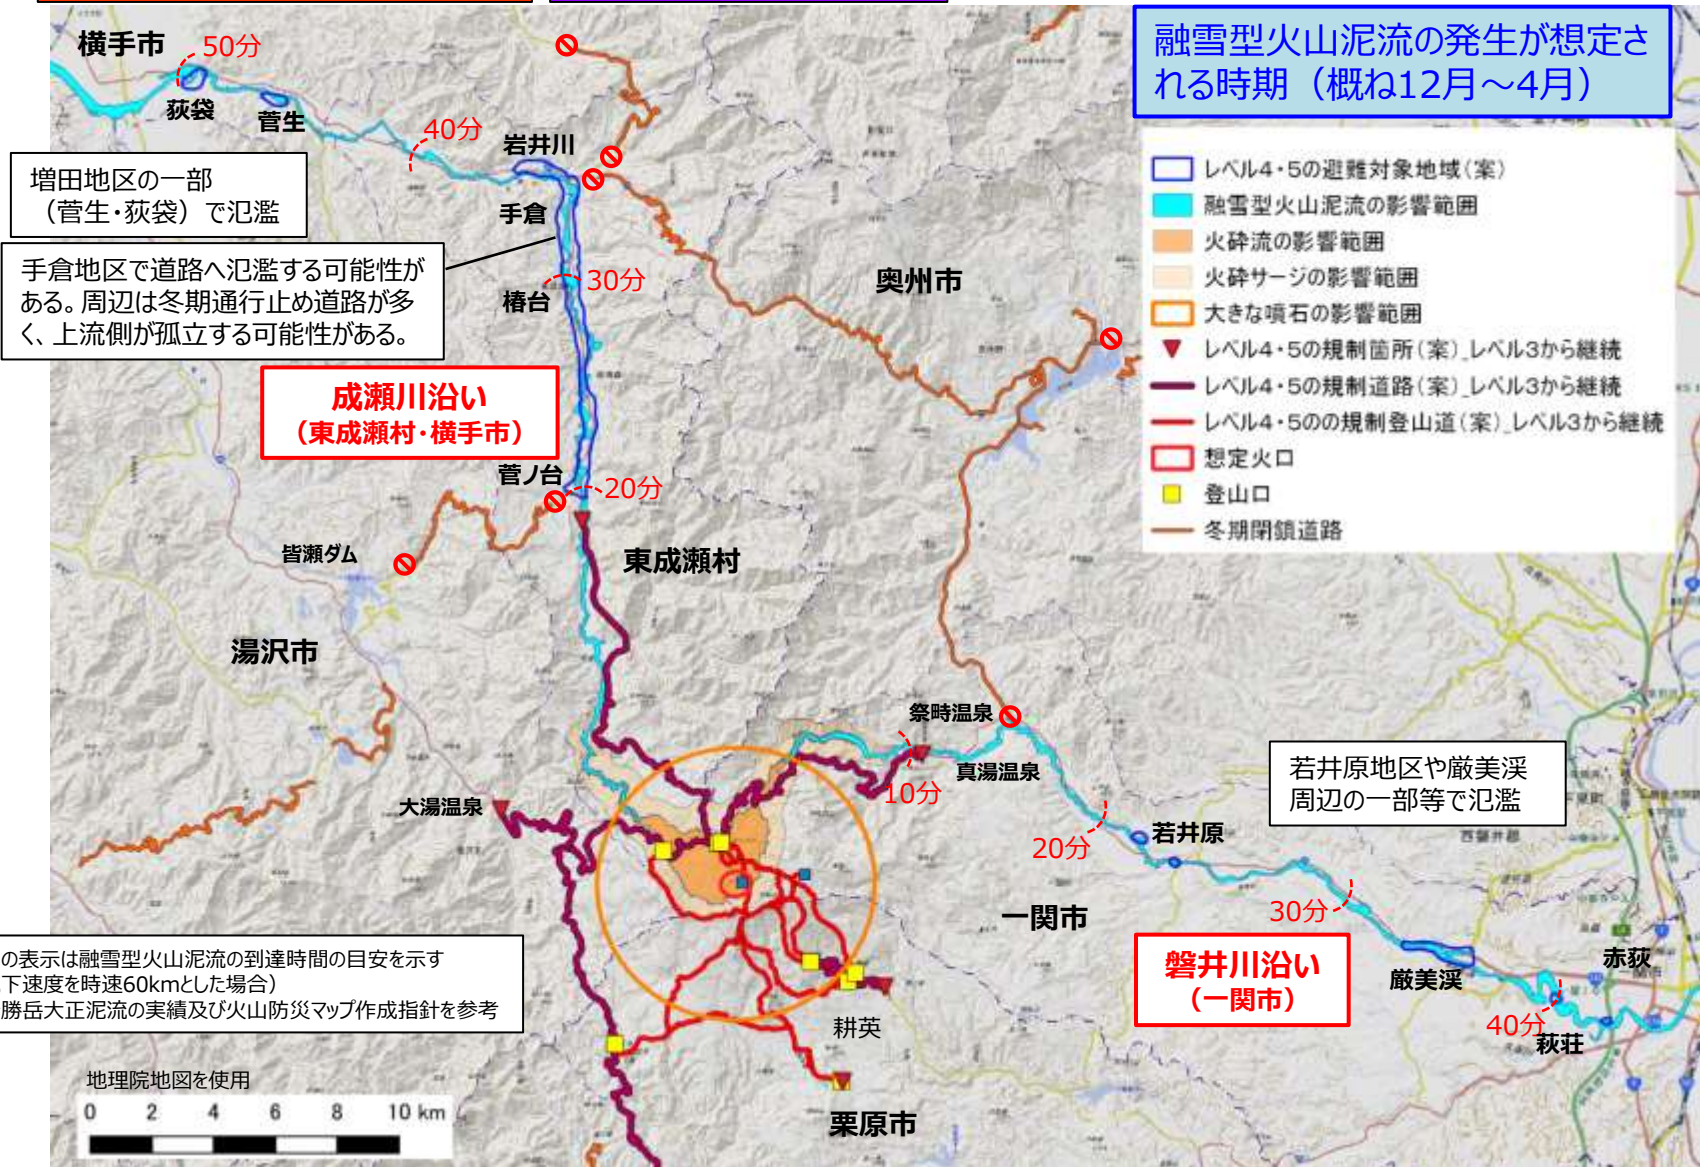 融雪型火山泥流の発生が想定さ
れる時期（概ね12月～4月）
レベル4・5の避難対象地域(案)
融雪型火山泥流の影響範囲
火砕流の影響範囲
火砕サージの影響範囲
大きな噴石の影響範囲
レベル4・5の規制箇所(案)_レベル3から継続
レベル4・5の規制道路(案)_レベル3から継続
レベル4・5のの規制登山道(案)_レベル3から継続
想定火口
登山口
冬期閉鎖道路
横手市
50分
荻袋
菅生
40分
岩井川
増田地区の一部
（菅生・荻袋）で氾濫
手倉
手倉地区で道路へ氾濫する可能性が
ある。周辺は冬期通行止め道路が多
く、上流側が孤立する可能性がある。
30分
椿台
奥州市
成瀬川沿い
（東成瀬村・横手市）
菅ノ台
20分
皆瀬ダム
東成瀬村
湯沢市
祭時温泉
真湯温泉
10分
大湯温泉
若井原地区や厳美渓
周辺の一部等で氾濫
20分
若井原
西磐井郡
一関市
30分
磐井川沿い
（一関市）
厳美渓
赤荻
40分
萩荘
の表示は融雪型火山泥流の到達時間の目安を示す
下速度を時速60kmとした場合）
勝岳大正泥流の実績及び火山防災マップ作成指針を参考
耕英
栗原市
地理院地図を使用
0 2 4 6 8 10 km